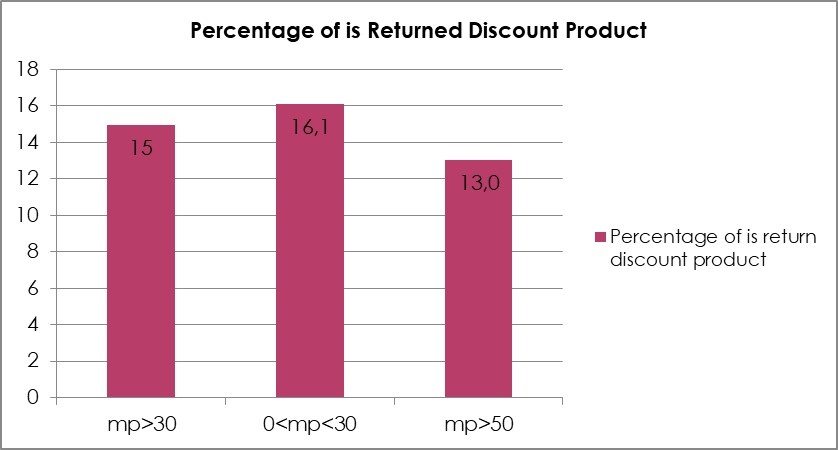 Percentage of is Returned Discount Product
18
16
14
12
10
8
6
4
2
0
15
16,1
13,0
mp>30
0<mp<30
mp>50
Percentage of is return
discount product